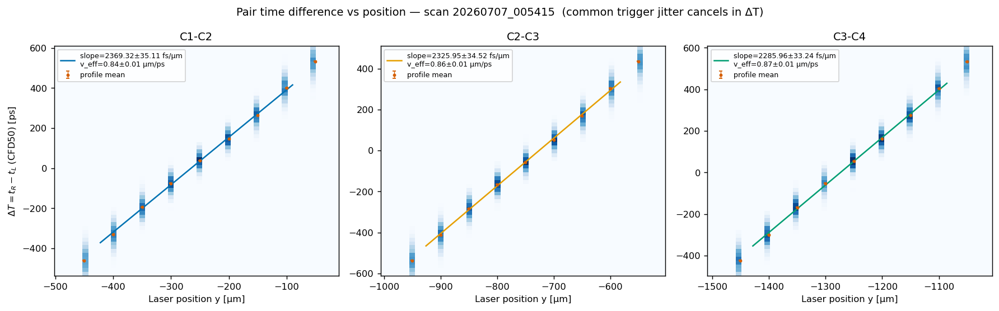 Pair time difference vs position — scan 20260707_005415  (common trigger jitter cancels in ΔT)
C1-C2
slope=2369.32±35.11 fs/μm
v_eff=0.84±0.01 μm/ps
profile mean
600
400
200
0
−200
−400
ΔT = t_R − t_L (CFD50) [ps]
−500
−400
−300
−200
−100
Laser position y [μm]
C2-C3
slope=2325.95±34.52 fs/μm
v_eff=0.86±0.01 μm/ps
profile mean
400
200
0
−200
−400
−600
−1000
−900
−800
−700
−600
Laser position y [μm]
C3-C4
slope=2285.96±33.24 fs/μm
v_eff=0.87±0.01 μm/ps
profile mean
600
400
200
0
−200
−400
−1500
−1400
−1300
−1200
−1100
Laser position y [μm]